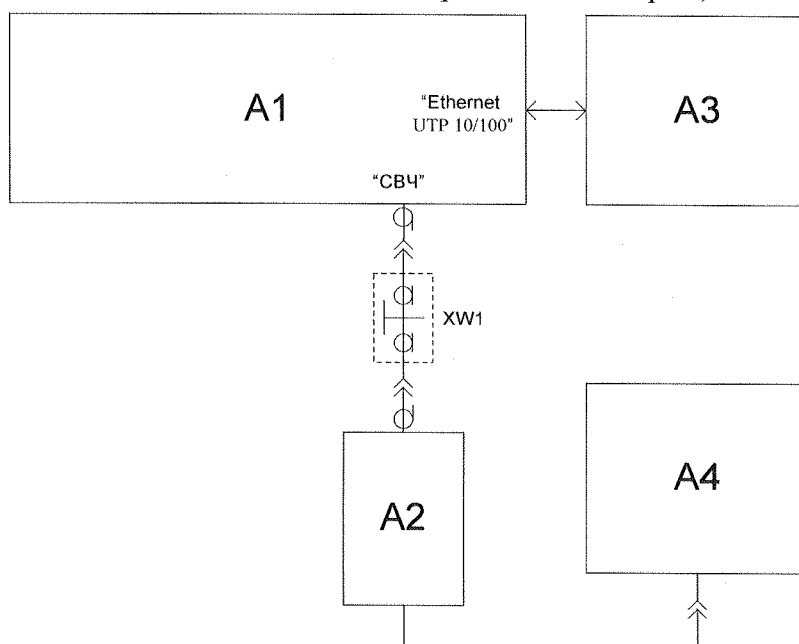 A1
"Ethernet
UTP 10/100"
A3
"СВЧ"
XW1
A4
A2